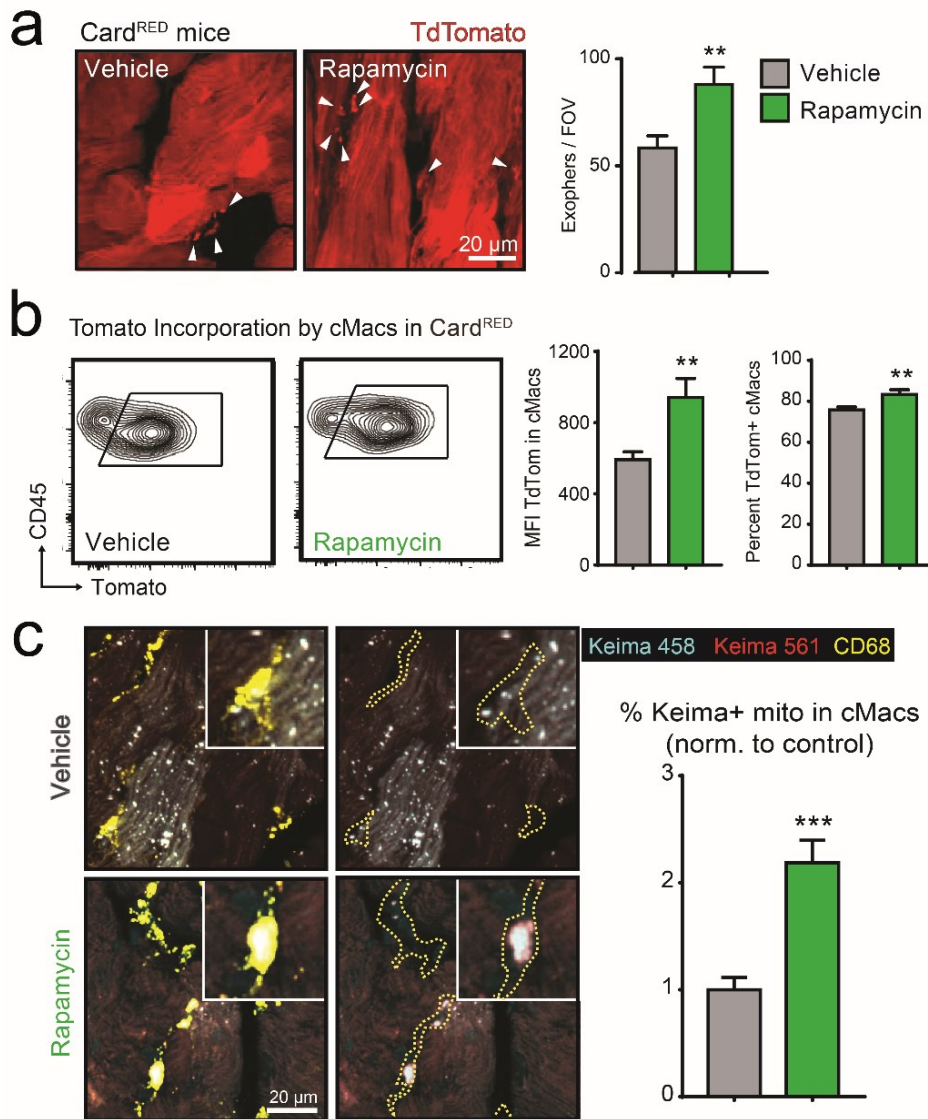 a
Card^RED mice
TdTomato
Vehicle
Rapamycin
20 µm
Exophers / FOV
100
50
0
**
Vehicle
Rapamycin
b
Tomato Incorporation by cMacs in Card^RED
CD45
Tomato
Vehicle
Rapamycin
MFI TdTom in cMacs
1200
800
400
0
**
Percent TdTom+ cMacs
100
80
60
40
20
0
**
c
Vehicle
Rapamycin
20 µm
Keima 458 Keima 561 CD68
% Keima+ mito in cMacs
(norm. to control)
3
2
1
0
***